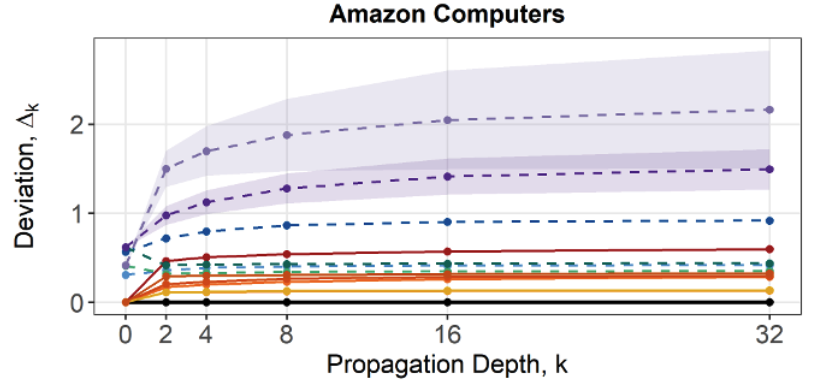 Amazon Computers
Deviation, Δk
2
1
0
0 2 4 8 16 32
Propagation Depth, k